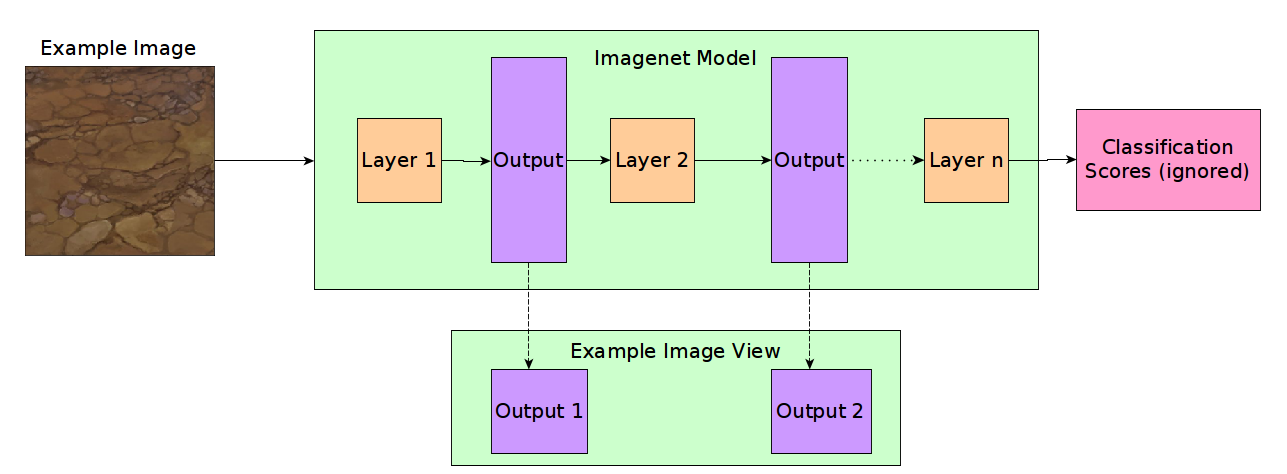 Example Image
Imagenet Model
Layer 1
Output
Layer 2
Output
Layer n
Classification
Scores (ignored)
Example Image View
Output 1
Output 2